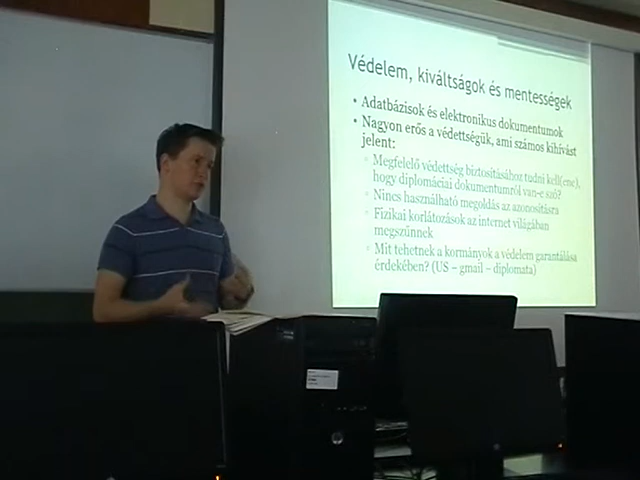 Védelem, kiváltságok és mentességek
• Adatbázisok és elektronikus dokumentumok
• Nagyon erős a védettségük, ami számos kihívást
jelent:
▫ Megfelelő védettség biztosításához tudni kell(ene),
hogy diplomáciai dokumentumról van-e szó?
▫ Nincs használható megoldás az azonosításra
▫ Fizikai korlátozások az internet világában
megszűnnek
▫ Mit tehetnek a kormányok a védelem garantálása
érdekében? (US – gmail – diplomata)